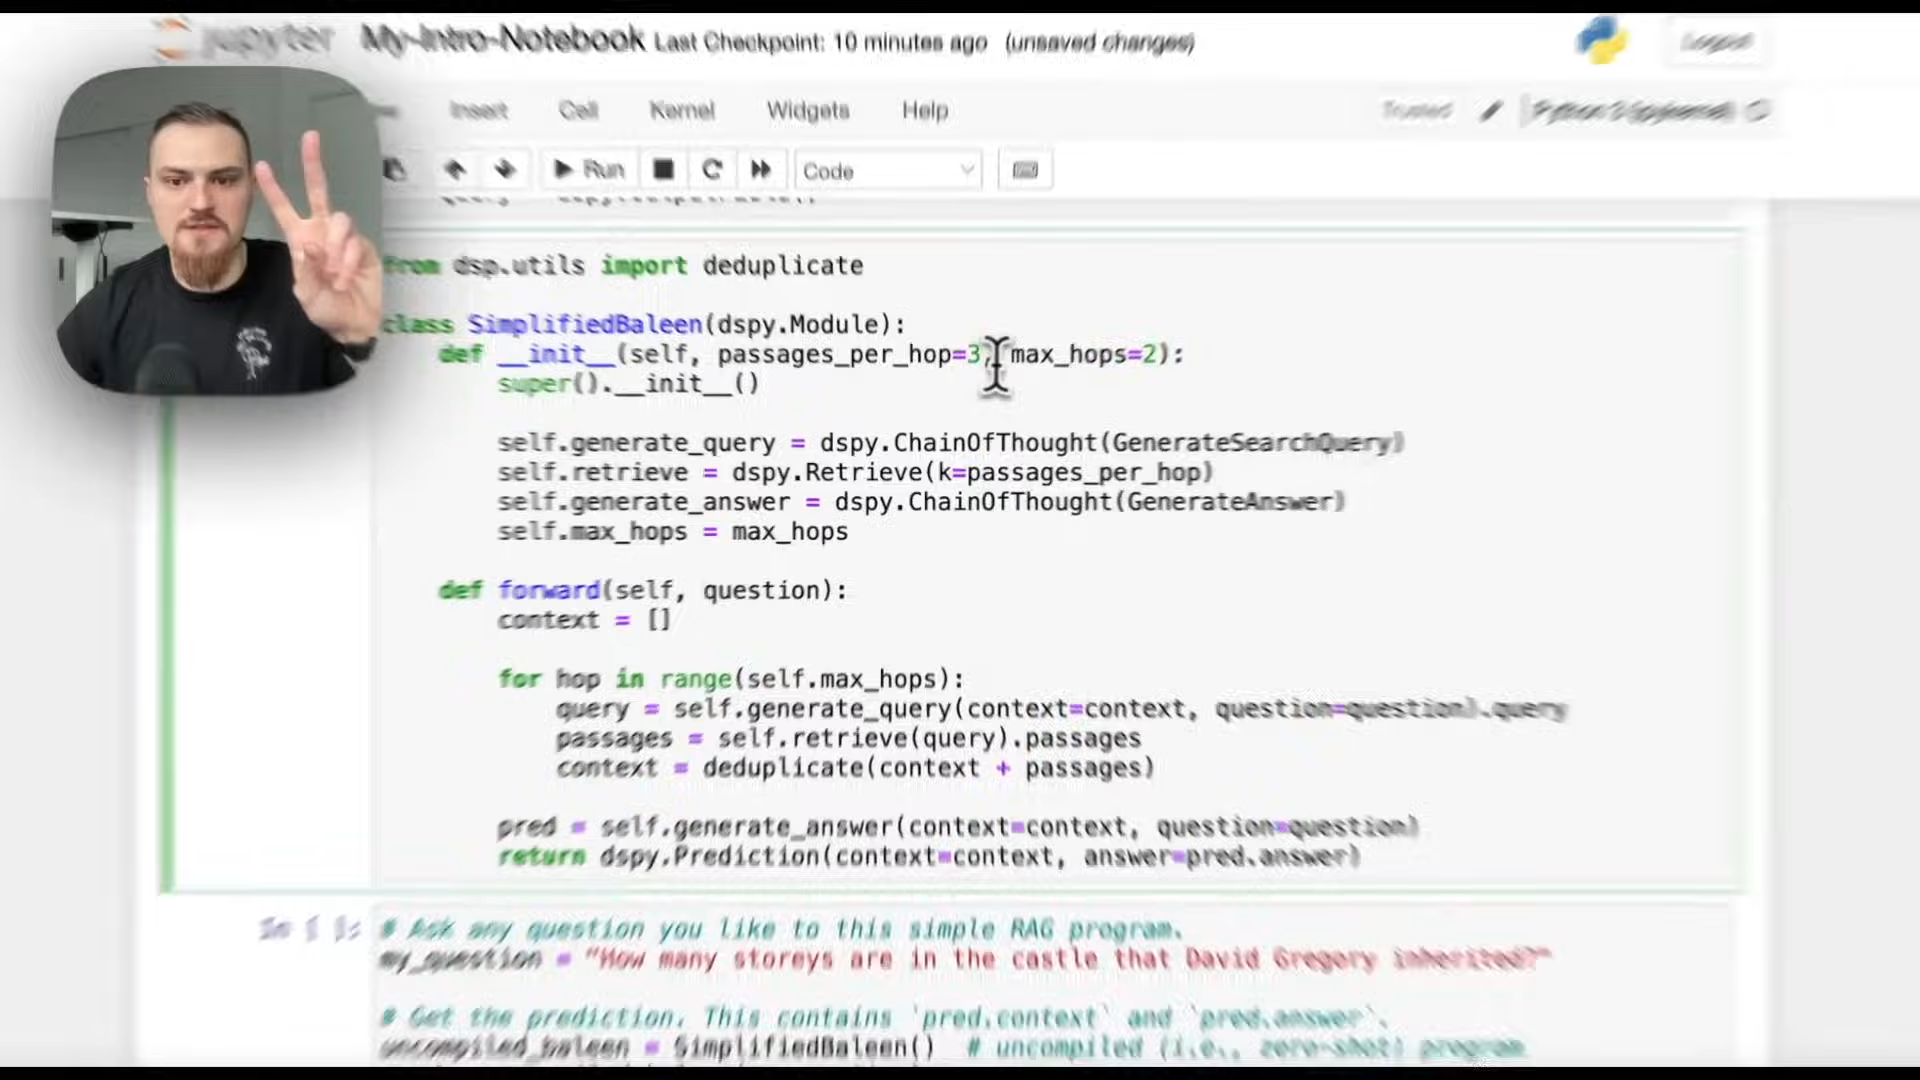 jupyter My-Intro-Notebook Last Checkpoint: 10 minutes ago (unsaved changes) Logout
Insert Cell Kernel Widgets Help Trusted Python 3 (ipykernel)
Run Code
from dsp.utils import deduplicate
class SimplifiedBaleen(dspy.Module):
def __init__(self, passages_per_hop=3, max_hops=2):
super().__init__()
self.generate_query = dspy.ChainOfThought(GenerateSearchQuery)
self.retrieve = dspy.Retrieve(k=passages_per_hop)
self.generate_answer = dspy.ChainOfThought(GenerateAnswer)
self.max_hops = max_hops
def forward(self, question):
context = []
for hop in range(self.max_hops):
query = self.generate_query(context=context, question=question).query
passages = self.retrieve(query).passages
context = deduplicate(context + passages)
pred = self.generate_answer(context=context, question=question)
return dspy.Prediction(context=context, answer=pred.answer)
In [ ]: # Ask any question you like to this simple RAG program.
my_question = "How many storeys are in the castle that David Gregory inherited?"
# Get the prediction. This contains `pred.context` and `pred.answer`.
uncompiled_baleen = SimplifiedBaleen() # uncompiled (i.e., zero-shot) program